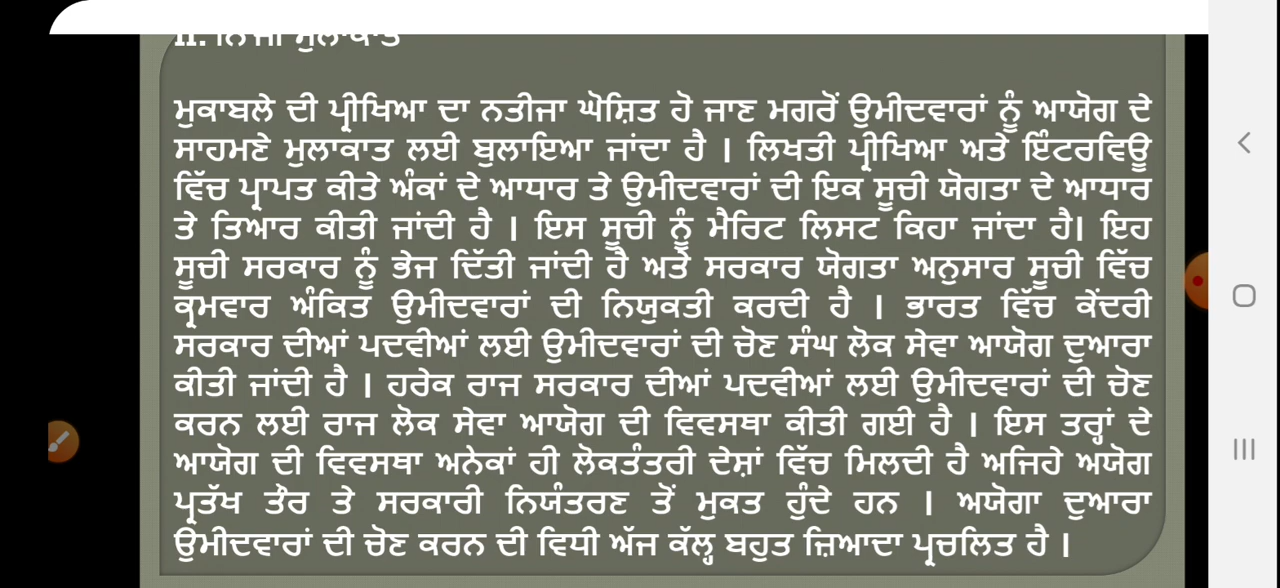 II. ਨਿਜੀ ਮੁਲਾਕਾਤ
ਮੁਕਾਬਲੇ ਦੀ ਪ੍ਰੀਖਿਆ ਦਾ ਨਤੀਜਾ ਘੋਸ਼ਿਤ ਹੋ ਜਾਣ ਮਗਰੋਂ ਉਮੀਦਵਾਰਾਂ ਨੂੰ ਆਯੋਗ ਦੇ
ਸਾਹਮਣੇ ਮੁਲਾਕਾਤ ਲਈ ਬੁਲਾਇਆ ਜਾਂਦਾ ਹੈ । ਲਿਖਤੀ ਪ੍ਰੀਖਿਆ ਅਤੇ ਇੰਟਰਵਿਊ
ਵਿੱਚ ਪ੍ਰਾਪਤ ਕੀਤੇ ਅੰਕਾਂ ਦੇ ਆਧਾਰ ਤੇ ਉਮੀਦਵਾਰਾਂ ਦੀ ਇਕ ਸੂਚੀ ਯੋਗਤਾ ਦੇ ਆਧਾਰ
ਤੇ ਤਿਆਰ ਕੀਤੀ ਜਾਂਦੀ ਹੈ । ਇਸ ਸੂਚੀ ਨੂੰ ਮੈਰਿਟ ਲਿਸਟ ਕਿਹਾ ਜਾਂਦਾ ਹੈ। ਇਹ
ਸੂਚੀ ਸਰਕਾਰ ਨੂੰ ਭੇਜ ਦਿੱਤੀ ਜਾਂਦੀ ਹੈ ਅਤੇ ਸਰਕਾਰ ਯੋਗਤਾ ਅਨੁਸਾਰ ਸੂਚੀ ਵਿੱਚ
ਕ੍ਰਮਵਾਰ ਅੰਕਿਤ ਉਮੀਦਵਾਰਾਂ ਦੀ ਨਿਯੁਕਤੀ ਕਰਦੀ ਹੈ । ਭਾਰਤ ਵਿੱਚ ਕੇਂਦਰੀ
ਸਰਕਾਰ ਦੀਆਂ ਪਦਵੀਆਂ ਲਈ ਉਮੀਦਵਾਰਾਂ ਦੀ ਚੋਣ ਸੰਘ ਲੋਕ ਸੇਵਾ ਆਯੋਗ ਦੁਆਰਾ
ਕੀਤੀ ਜਾਂਦੀ ਹੈ । ਹਰੇਕ ਰਾਜ ਸਰਕਾਰ ਦੀਆਂ ਪਦਵੀਆਂ ਲਈ ਉਮੀਦਵਾਰਾਂ ਦੀ ਚੋਣ
ਕਰਨ ਲਈ ਰਾਜ ਲੋਕ ਸੇਵਾ ਆਯੋਗ ਦੀ ਵਿਵਸਥਾ ਕੀਤੀ ਗਈ ਹੈ । ਇਸ ਤਰ੍ਹਾਂ ਦੇ
ਆਯੋਗ ਦੀ ਵਿਵਸਥਾ ਅਨੇਕਾਂ ਹੀ ਲੋਕਤੰਤਰੀ ਦੇਸ਼ਾਂ ਵਿੱਚ ਮਿਲਦੀ ਹੈ ਅਜਿਹੇ ਅਯੋਗ
ਪ੍ਰਤੱਖ ਤੌਰ ਤੇ ਸਰਕਾਰੀ ਨਿਯੰਤਰਣ ਤੋਂ ਮੁਕਤ ਹੁੰਦੇ ਹਨ । ਅਯੋਗਾ ਦੁਆਰਾ
ਉਮੀਦਵਾਰਾਂ ਦੀ ਚੋਣ ਕਰਨ ਦੀ ਵਿਧੀ ਅੱਜ ਕੱਲ੍ਹ ਬਹੁਤ ਜ਼ਿਆਦਾ ਪ੍ਰਚਲਿਤ ਹੈ ।